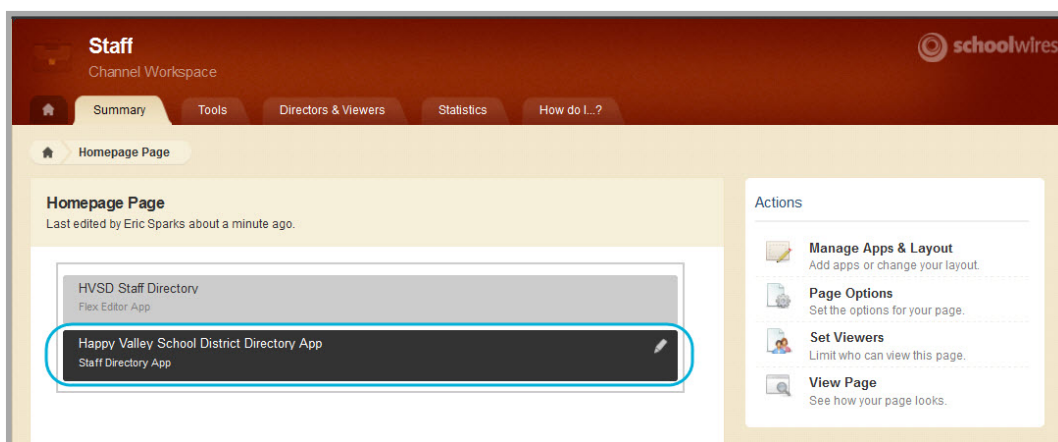 Staff
schoolwires
Channel Workspace
Summary Tools Directors & Viewers Statistics How do I...?
Homepage Page
Homepage Page
Last edited by Eric Sparks about a minute ago.
HVSD Staff Directory
Flex Editor App
Happy Valley School District Directory App
Staff Directory App
Actions
Manage Apps & Layout
Add apps or change your layout.
Page Options
Set the options for your page.
Set Viewers
Limit who can view this page.
View Page
See how your page looks.